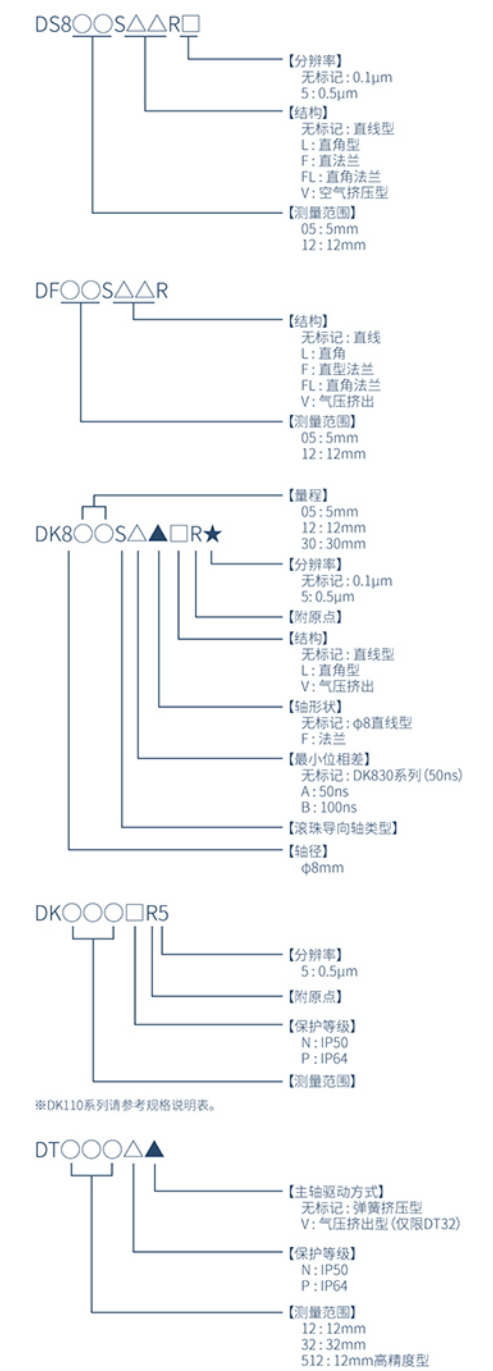 DS8○○S△△R□
【分辨率】
无标记 : 0.1μm
5 : 0.5μm
【结构】
无标记 : 直线型
L : 直角型
F : 直法兰
FL : 直角法兰
V : 空气挤压型
【测量范围】
05 : 5mm
12 : 12mm
DF○○S△△R
【结构】
无标记 : 直线
L : 直角
F : 直型法兰
FL : 直角法兰
V : 气压挤出
【测量范围】
05 : 5mm
12 : 12mm
【量程】
05 : 5mm
12 : 12mm
30 : 30mm
DK8○○S△▲□R★
【分辨率】
无标记 : 0.1μm
5: 0.5μm
【附原点】
【结构】
无标记 : 直线型
L : 直角型
V : 气压挤出
【轴形状】
无标记 : φ8直线型
F : 法兰
【最小位相差】
无标记 : DK830系列 (50ns)
A : 50ns
B : 100ns
【滚珠导向轴类型】
【轴径】
φ8mm
DK○○○□R5
【分辨率】
5 : 0.5μm
【附原点】
【保护等级】
N : IP50
P : IP64
【测量范围】
※DK110系列请参考规格说明表。
DT○○○△▲
【主轴驱动方式】
无标记 : 弹簧挤压型
V : 气压挤出型 (仅限DT32)
【保护等级】
N : IP50
P : IP64
【测量范围】
12 : 12mm
32 : 32mm
512 : 12mm高精度型